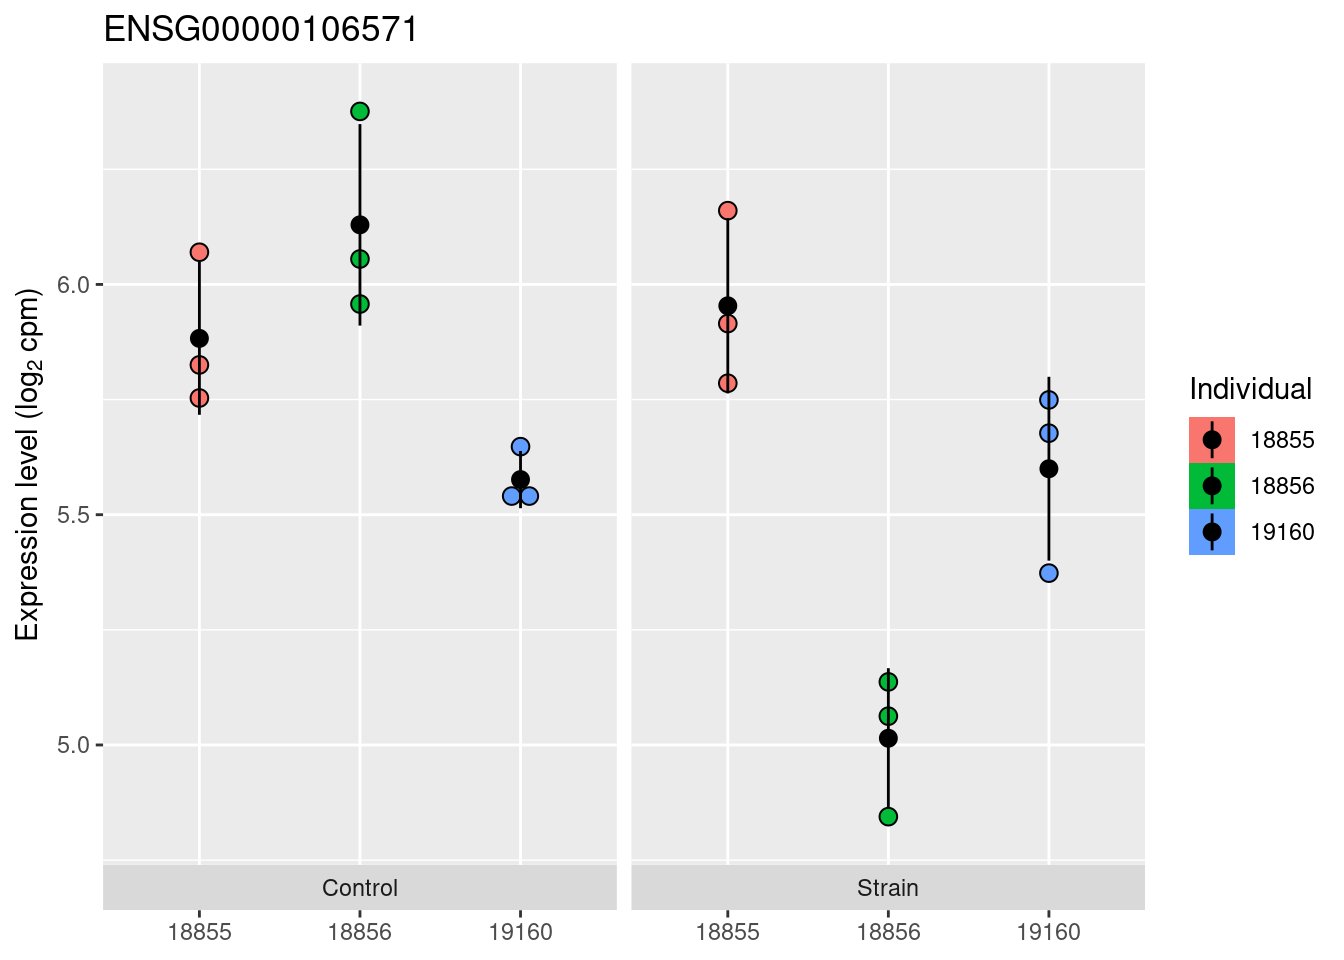 ENSG00000106571
Expression level (log₂ cpm)
6.0
5.5
5.0
Control
Strain
18855
18856
19160
18855
18856
19160
Individual
18855
18856
19160